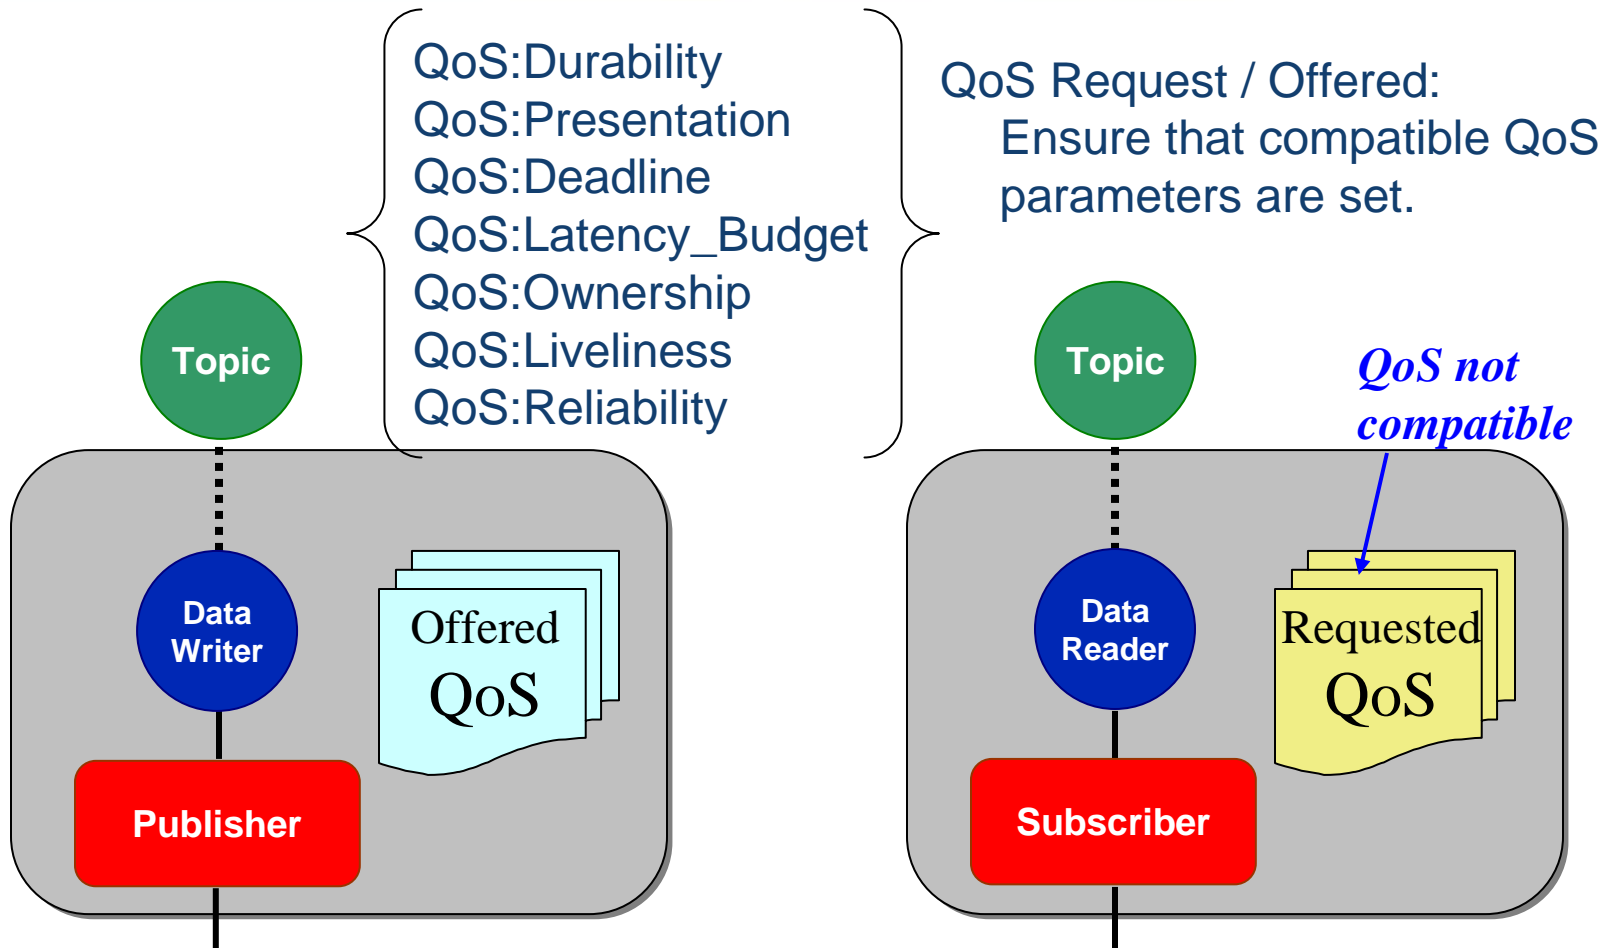 QoS:Durability
QoS:Presentation
QoS:Deadline
QoS:Latency_Budget
QoS:Ownership
QoS:Liveliness
QoS:Reliability
QoS Request / Offered:
Ensure that compatible QoS
parameters are set.
Topic
Data
Writer
Offered
QoS
Publisher
Topic
QoS not
compatible
Data
Reader
Requested
QoS
Subscriber